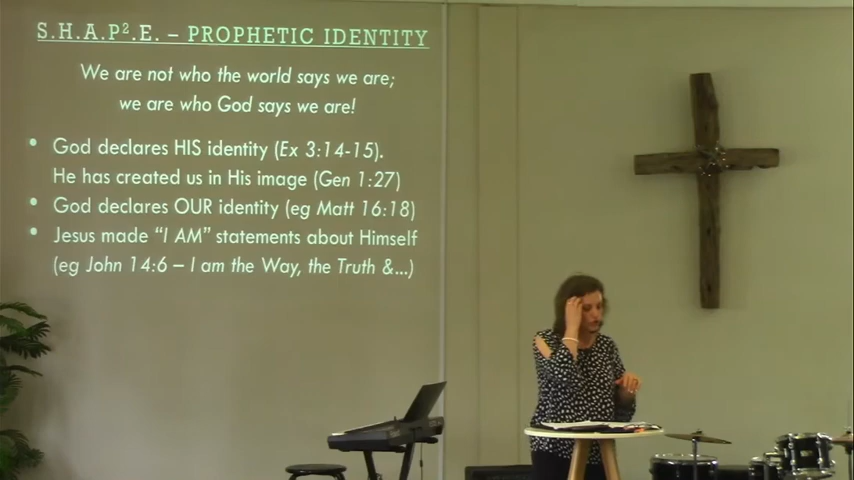 S.H.A.P².E. – PROPHETIC IDENTITY
We are not who the world says we are;
we are who God says we are!
• God declares HIS identity (Ex 3:14-15).
He has created us in His image (Gen 1:27)
• God declares OUR identity (eg Matt 16:18)
• Jesus made “I AM” statements about Himself
(eg John 14:6 – I am the Way, the Truth &...)